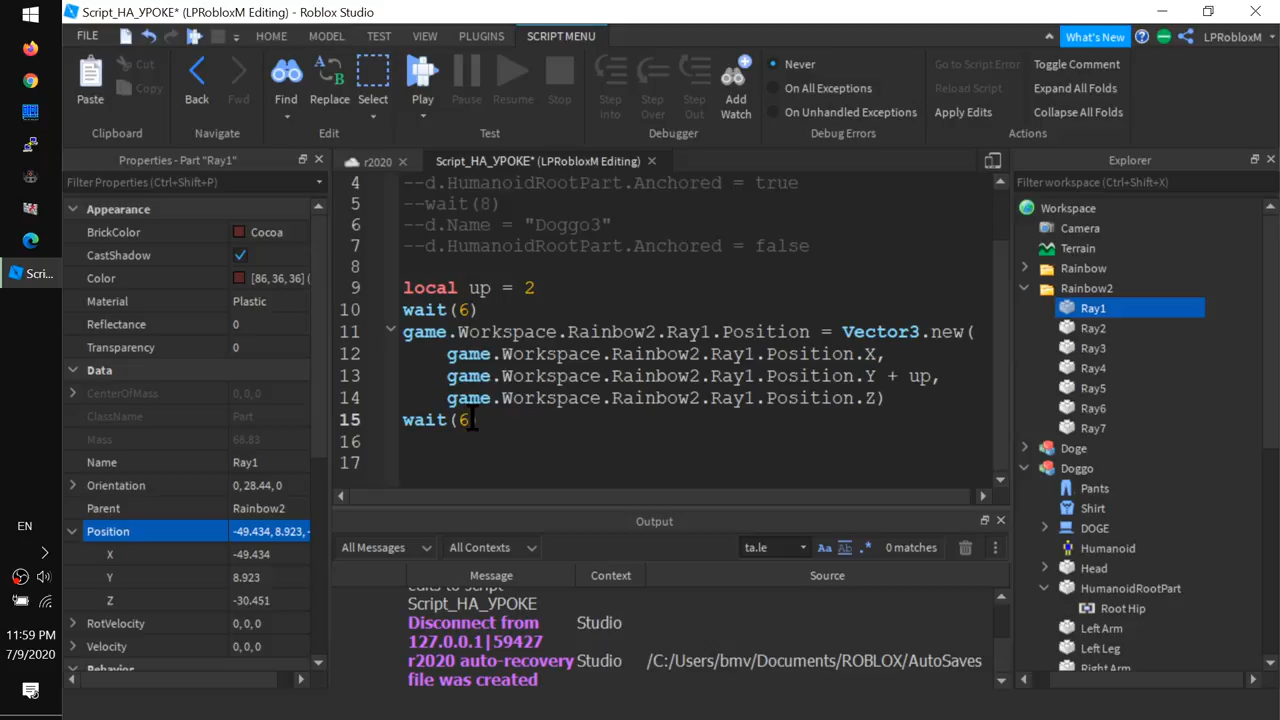 Script_НА_УРОКЕ* (LPRobloxM Editing) - Roblox Studio
FILE HOME MODEL TEST VIEW PLUGINS SCRIPT MENU What's New LPRobloxM
Paste Cut Copy Back Fwd Find Replace Select Play Pause Resume Stop Step Into Step Over Step Out Add Watch
Never
On All Exceptions
On Unhandled Exceptions
Go to Script Error
Reload Script
Apply Edits
Toggle Comment
Expand All Folds
Collapse All Folds
Clipboard Navigate Edit Test Debugger Debug Errors Actions
Properties - Part "Ray1"
Filter Properties (Ctrl+Shift+P)
Appearance
BrickColor Cocoa
CastShadow
Color [86,36,36] (
Material Plastic
Reflectance 0
Transparency 0
Data
CenterOfMass 0, 0, 0
ClassName Part
Mass 68.83
Name Ray1
Orientation 0, 28.44, 0
Parent Rainbow2
Position -49.434, 8.923, -
X -49.434
Y 8.923
Z -30.451
RotVelocity 0, 0, 0
Velocity 0, 0, 0
Behavior
r2020
Script_НА_УРОКЕ* (LPRobloxM Editing)
4 --d.HumanoidRootPart.Anchored = true
5 --wait(8)
6 --d.Name = "Doggo3"
7 --d.HumanoidRootPart.Anchored = false
8
9 local up = 2
10 wait(6)
11 game.Workspace.Rainbow2.Ray1.Position = Vector3.new(
12 game.Workspace.Rainbow2.Ray1.Position.X,
13 game.Workspace.Rainbow2.Ray1.Position.Y + up,
14 game.Workspace.Rainbow2.Ray1.Position.Z)
15 wait(6
16
17
Output
All Messages All Contexts ta.le Aa Ab .* 0 matches
Message Context Source
edits to script
Script_НА_УРОКЕ
Disconnect from Studio
127.0.0.1|59427
r2020 auto-recovery Studio /C:/Users/bmv/Documents/ROBLOX/AutoSaves
file was created
Explorer
Filter workspace (Ctrl+Shift+X)
Workspace
Camera
Terrain
Rainbow
Rainbow2
Ray1
Ray2
Ray3
Ray4
Ray5
Ray6
Ray7
Doge
Doggo
Pants
Shirt
DOGE
Humanoid
Head
HumanoidRootPart
Root Hip
Left Arm
Left Leg
Right Arm
Scri...
EN
11:59 PM
7/9/2020